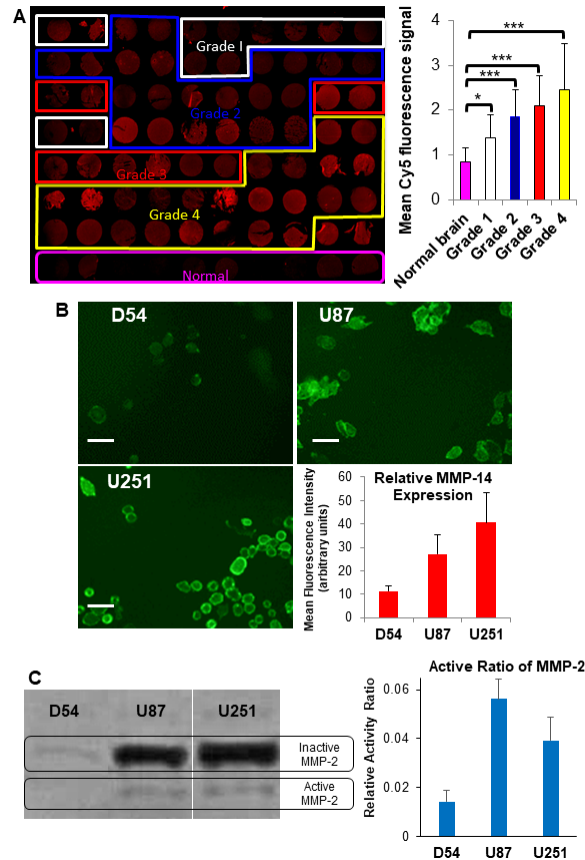 A
Grade I
Grade 2
Grade 3
Grade 4
Normal
Mean Cy5 fluorescence signal
4
3
2
1
0
***
***
***
*
Normal brain
Grade 1
Grade 2
Grade 3
Grade 4
B
D54
U87
U251
Relative MMP-14
Expression
Mean Fluorescence Intensity
(arbitrary units)
60
50
40
30
20
10
0
D54
U87
U251
C
D54
U87
U251
Inactive
MMP-2
Active
MMP-2
Active Ratio of MMP-2
Relative Activity Ratio
0.06
0.04
0.02
0
D54
U87
U251